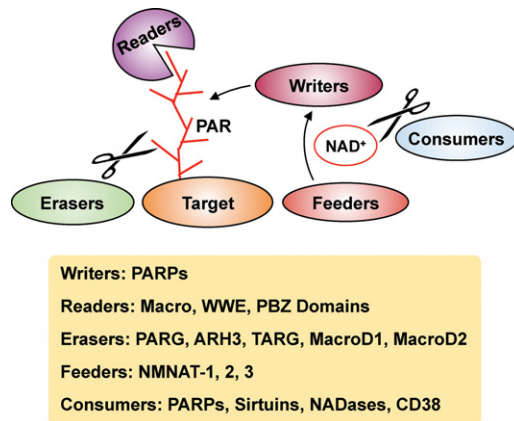 Readers
Writers
PAR
NAD+
Consumers
Erasers
Target
Feeders
Writers: PARPs
Readers: Macro, WWE, PBZ Domains
Erasers: PARG, ARH3, TARG, MacroD1, MacroD2
Feeders: NMNAT-1, 2, 3
Consumers: PARPs, Sirtuins, NADases, CD38